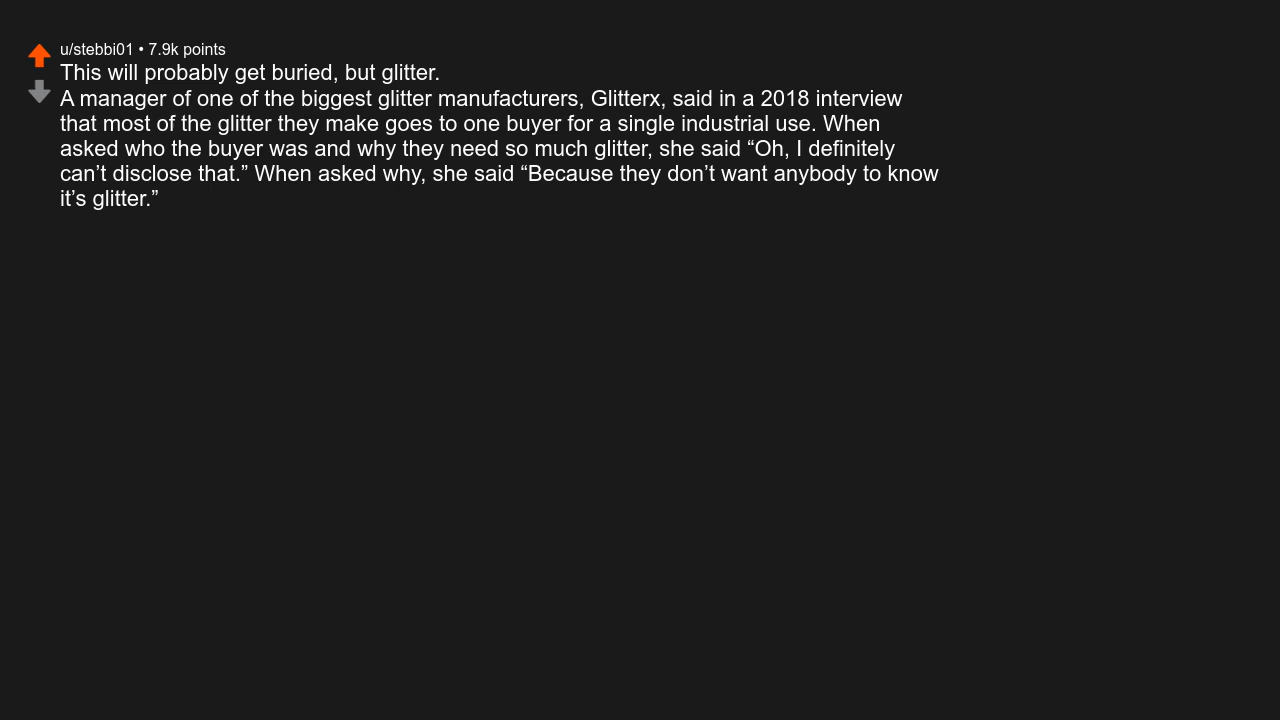 u/stebbi01 • 7.9k points
This will probably get buried, but glitter.
A manager of one of the biggest glitter manufacturers, Glitterx, said in a 2018 interview
that most of the glitter they make goes to one buyer for a single industrial use. When
asked who the buyer was and why they need so much glitter, she said “Oh, I definitely
can’t disclose that.” When asked why, she said “Because they don’t want anybody to know
it’s glitter.”